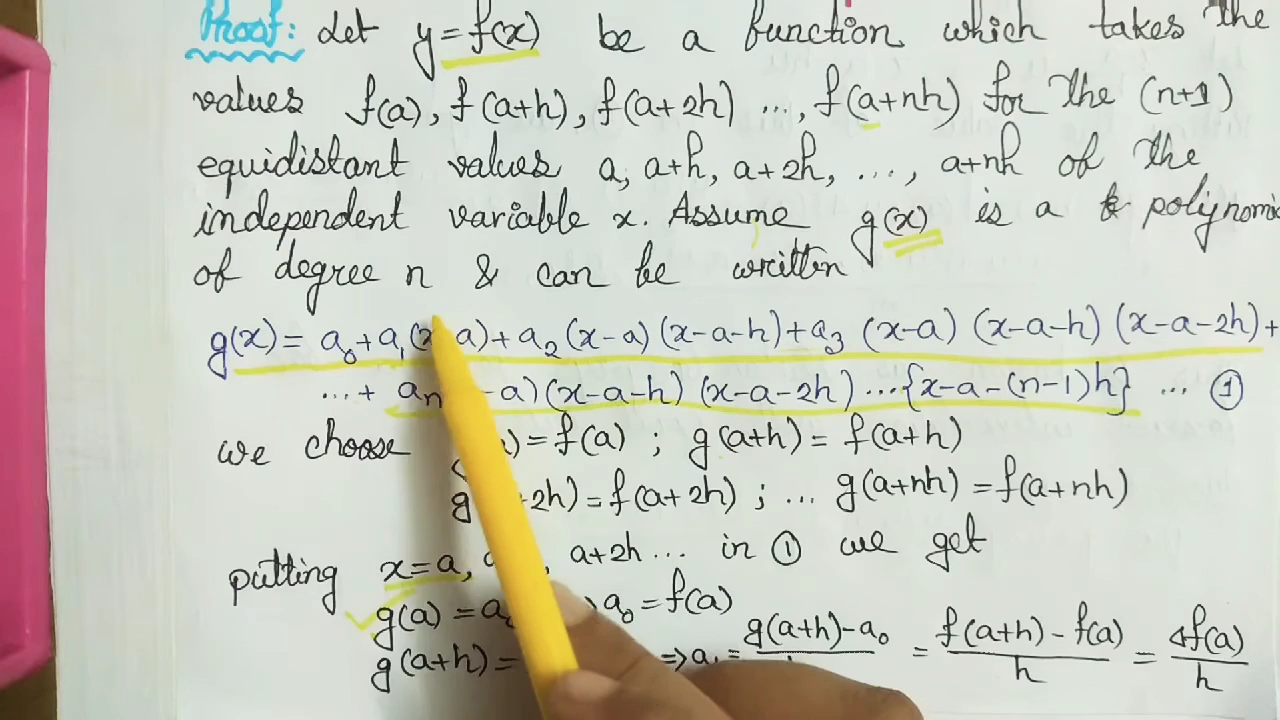 Proof: Let y = f(x) be a function which takes the
values f(a), f(a+h), f(a+2h) ..., f(a+nh) for the (n+1)
equidistant values a, a+h, a+2h, ..., a+nh of the
independent variable x. Assume g(x) is a polynomi
of degree n & can be written
g(x) = a₀ + a₁(x a) + a₂ (x-a) (x-a-h) + a₃ (x-a) (x-a-h) (x-a-2h) +
... + aₙ -a) (x-a-h) (x-a-2h) ... {x-a-(n-1)h} ... ①
we choose ) = f(a) ; g(a+h) = f(a+h)
g 2h) = f(a+2h) ; ... g(a+nh) = f(a+nh)
putting x=a, , a+2h ... in ① we get
g(a) = a a₀ = f(a)
g(a+h) = ⇒ a₁ = g(a+h)-a₀ / = f(a+h) - f(a) / h = Δf(a) / h